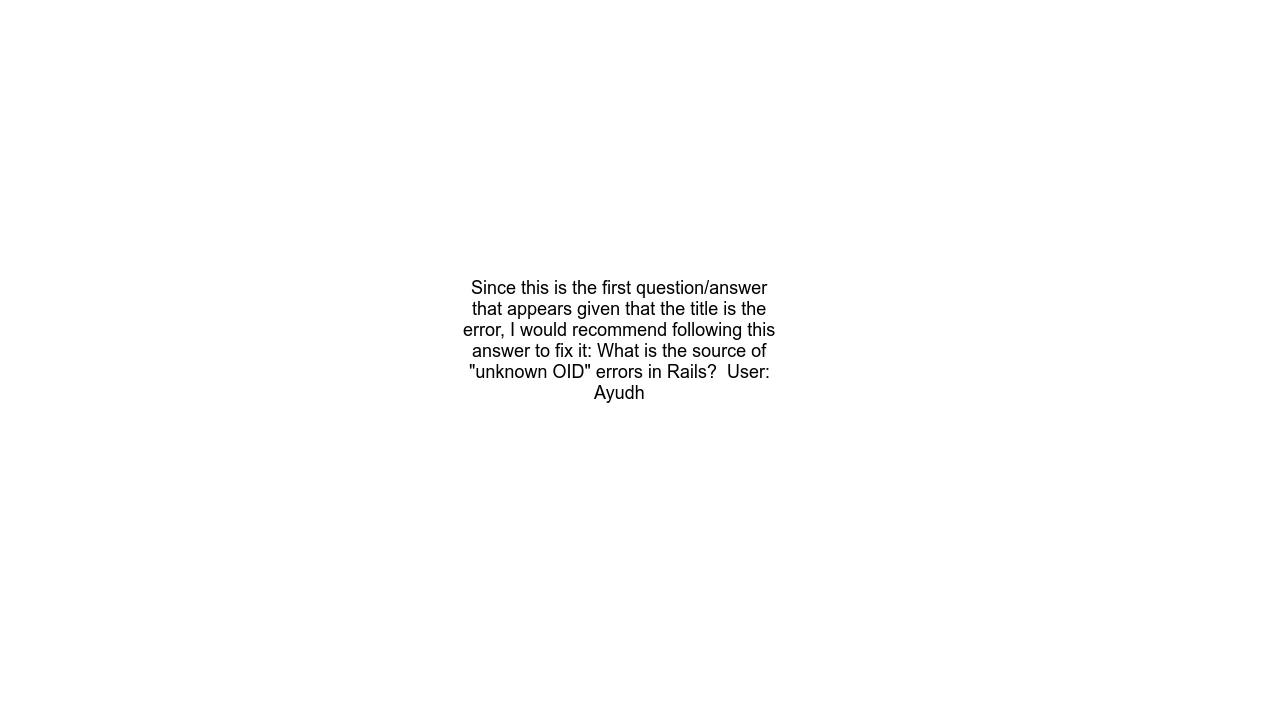 Since this is the first question/answer
that appears given that the title is the
error, I would recommend following this
answer to fix it: What is the source of
"unknown OID" errors in Rails?  User:
Ayudh